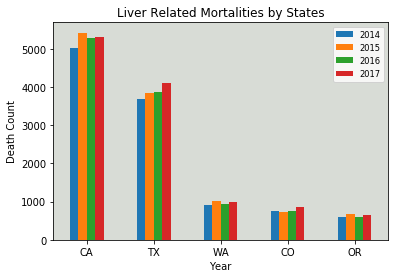 Liver Related Mortalities by States
2014
2015
2016
2017
Death Count
5000
4000
3000
2000
1000
0
CA TX WA CO OR
Year